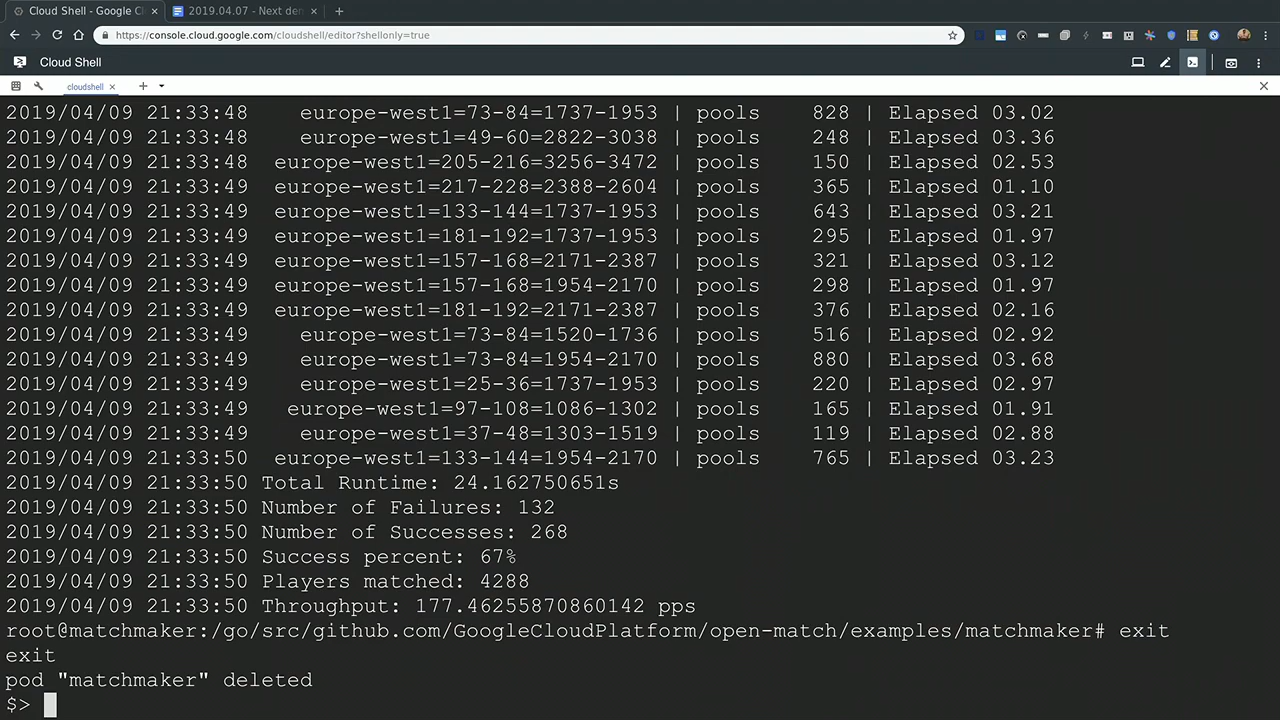 Cloud Shell - Google Cl
2019.04.07 - Next den
https://console.cloud.google.com/cloudshell/editor?shellonly=true
Cloud Shell
cloudshell
2019/04/09 21:33:48 europe-west1=73-84=1737-1953 | pools 828 | Elapsed 03.02
2019/04/09 21:33:48 europe-west1=49-60=2822-3038 | pools 248 | Elapsed 03.36
2019/04/09 21:33:48 europe-west1=205-216=3256-3472 | pools 150 | Elapsed 02.53
2019/04/09 21:33:49 europe-west1=217-228=2388-2604 | pools 365 | Elapsed 01.10
2019/04/09 21:33:49 europe-west1=133-144=1737-1953 | pools 643 | Elapsed 03.21
2019/04/09 21:33:49 europe-west1=181-192=1737-1953 | pools 295 | Elapsed 01.97
2019/04/09 21:33:49 europe-west1=157-168=2171-2387 | pools 321 | Elapsed 03.12
2019/04/09 21:33:49 europe-west1=157-168=1954-2170 | pools 298 | Elapsed 01.97
2019/04/09 21:33:49 europe-west1=181-192=2171-2387 | pools 376 | Elapsed 02.16
2019/04/09 21:33:49 europe-west1=73-84=1520-1736 | pools 516 | Elapsed 02.92
2019/04/09 21:33:49 europe-west1=73-84=1954-2170 | pools 880 | Elapsed 03.68
2019/04/09 21:33:49 europe-west1=25-36=1737-1953 | pools 220 | Elapsed 02.97
2019/04/09 21:33:49 europe-west1=97-108=1086-1302 | pools 165 | Elapsed 01.91
2019/04/09 21:33:49 europe-west1=37-48=1303-1519 | pools 119 | Elapsed 02.88
2019/04/09 21:33:50 europe-west1=133-144=1954-2170 | pools 765 | Elapsed 03.23
2019/04/09 21:33:50 Total Runtime: 24.162750651s
2019/04/09 21:33:50 Number of Failures: 132
2019/04/09 21:33:50 Number of Successes: 268
2019/04/09 21:33:50 Success percent: 67%
2019/04/09 21:33:50 Players matched: 4288
2019/04/09 21:33:50 Throughput: 177.46255870860142 pps
root@matchmaker:/go/src/github.com/GoogleCloudPlatform/open-match/examples/matchmaker# exit
exit
pod "matchmaker" deleted
$>